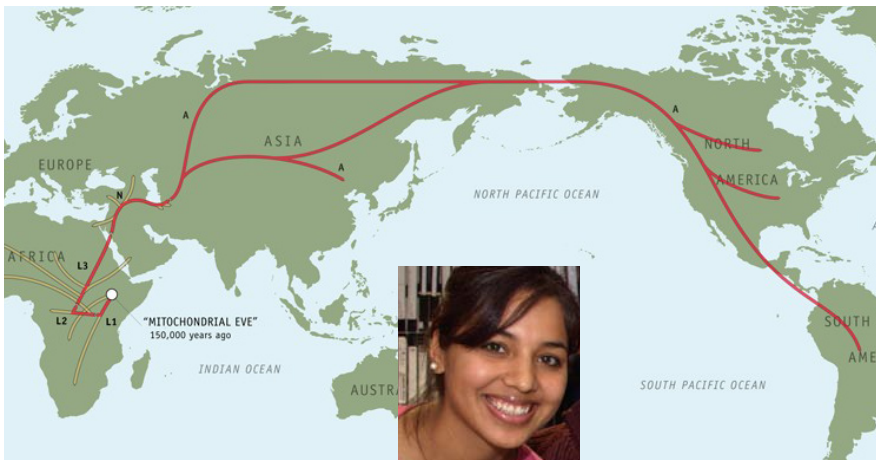 A
ASIA
A
A
NORTH
EUROPE
AMERICA
N
NORTH PACIFIC OCEAN
AFRICA
L3
L2
L1
"MITOCHONDRIAL EVE"
150,000 years ago
SOUTH
INDIAN OCEAN
AUSTRA
SOUTH PACIFIC OCEAN
AME